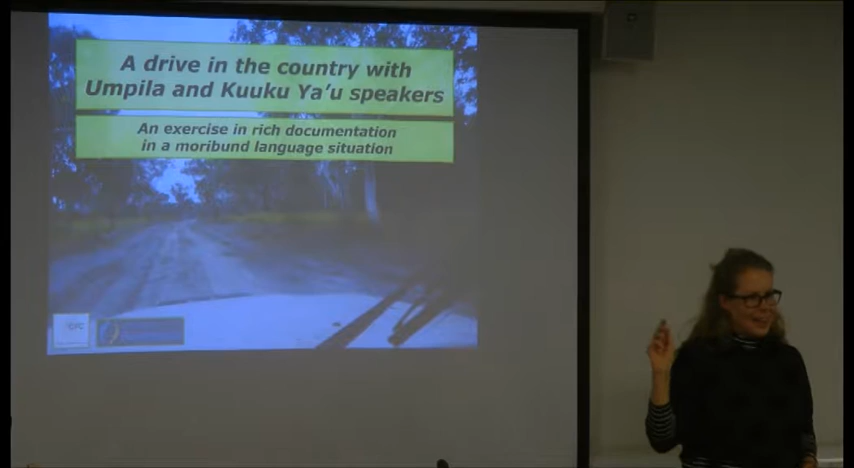 A drive in the country with
Umpila and Kuuku Ya'u speakers
An exercise in rich documentation
in a moribund language situation